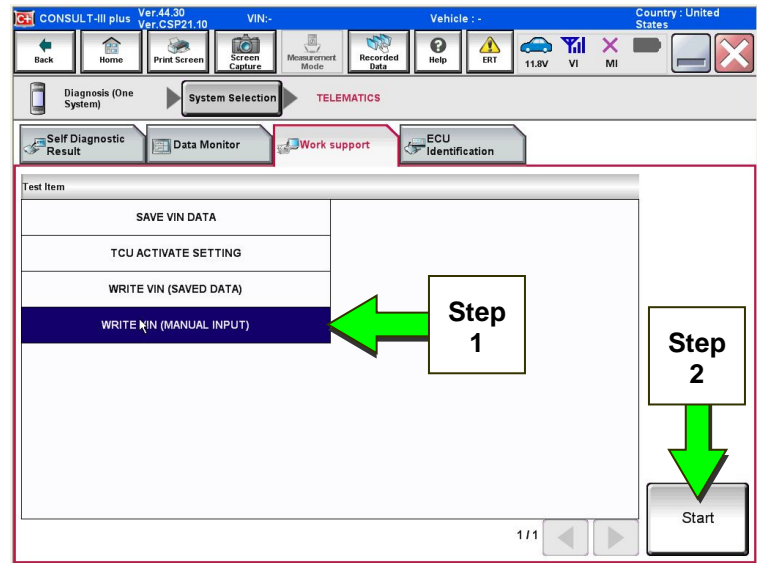 CONSULT-III plus
Ver.44.30
Ver.CSP21.10
VIN:-
Vehicle : -
Country : United
States
Back
Home
Print Screen
Screen
Capture
Measurement
Mode
Recorded
Data
Help
ERT
11.8V
VI
MI
Diagnosis (One
System)
System Selection
TELEMATICS
Self Diagnostic
Result
Data Monitor
Work support
ECU
Identification
Test Item
SAVE VIN DATA
TCU ACTIVATE SETTING
WRITE VIN (SAVED DATA)
WRITE VIN (MANUAL INPUT)
Step
1
Step
2
Start
1/1